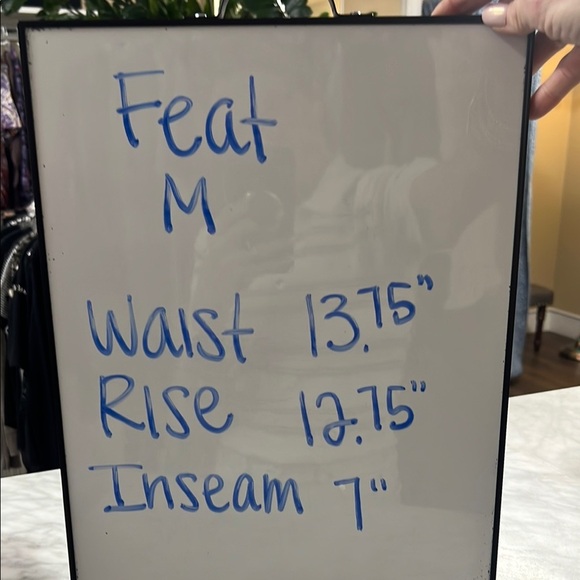 Feat
M
Waist 13.75"
Rise 12.75"
Inseam 7"